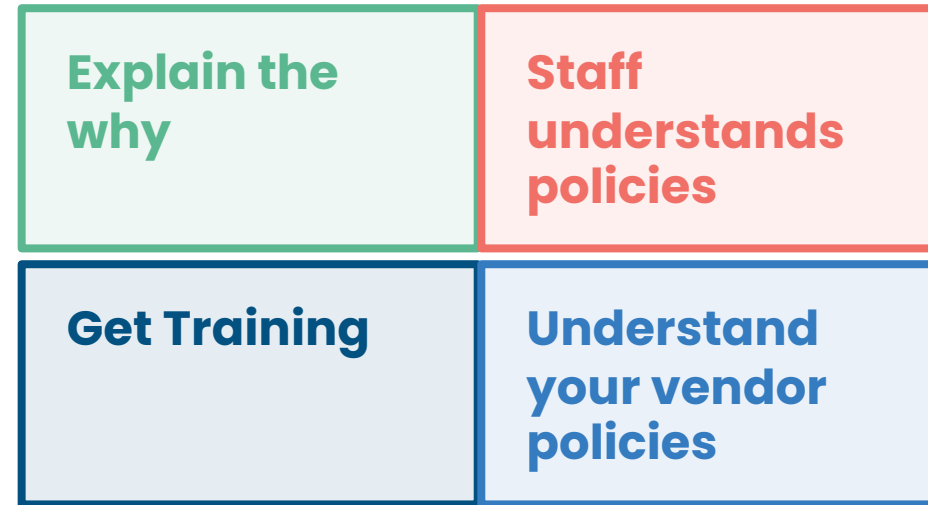 Explain the
why
Staff
understands
policies
Get Training
Understand
your vendor
policies